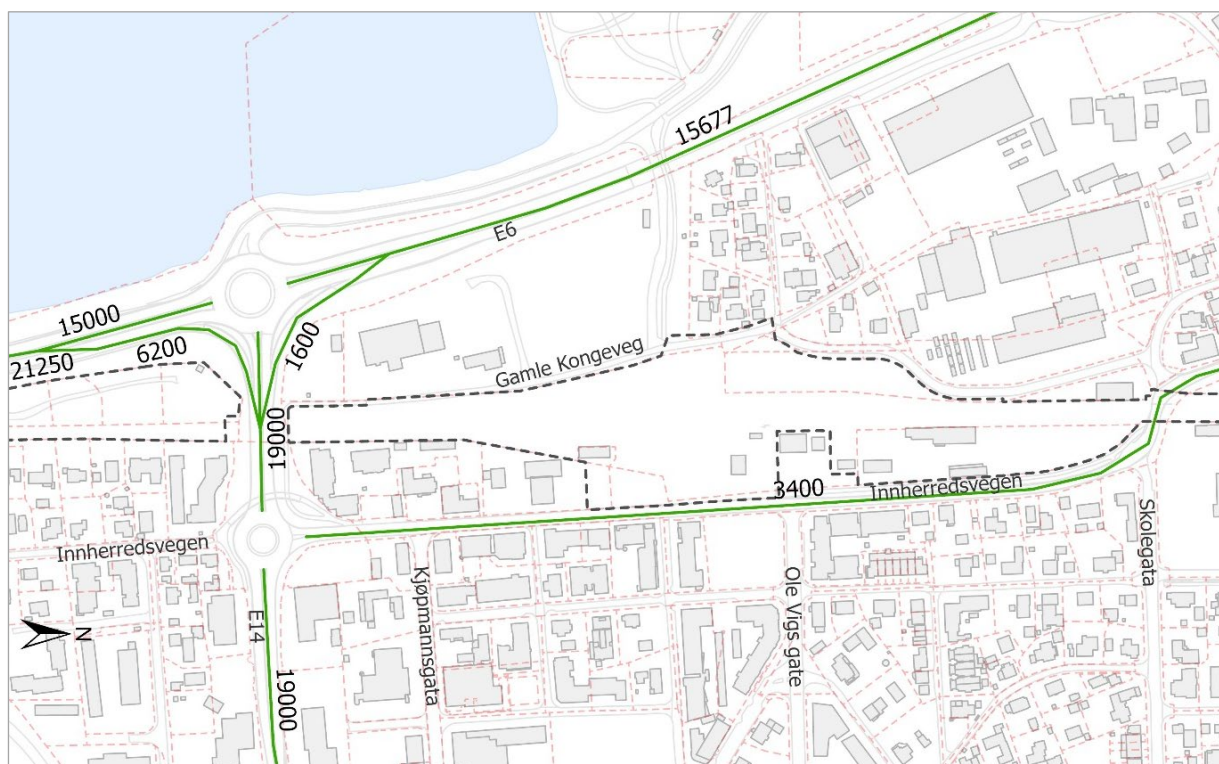 15677
E6
15000
1600
6200
21250
Gamle Kongeveg
19000
3400
Innherredsvegen
Innherredsvegen
Skolegata
Kjøpmannsgata
Ole Vigs gate
E14
N
19000